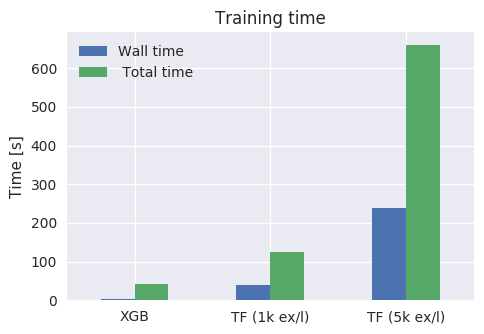 Training time
Wall time
Total time
Time [s]
600
500
400
300
200
100
0
XGB
TF (1k ex/l)
TF (5k ex/l)